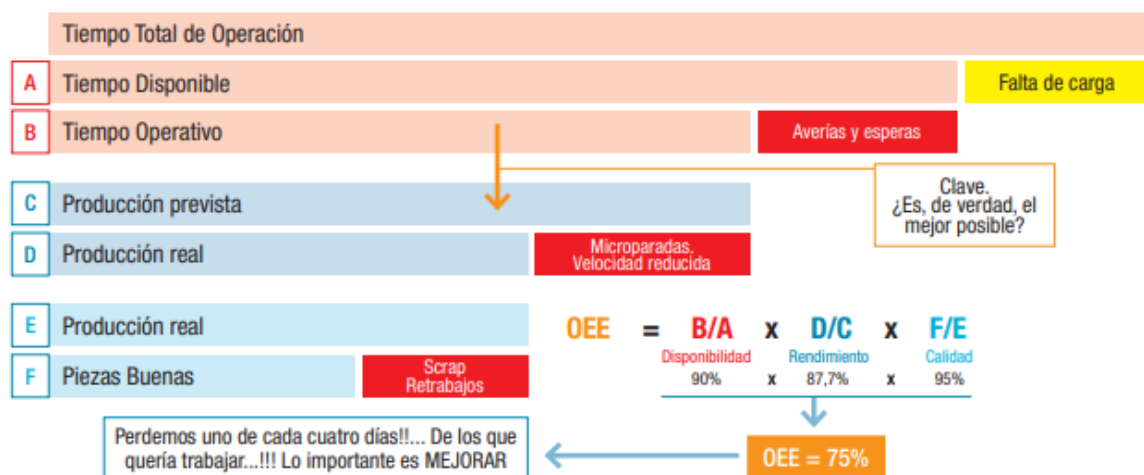 Tiempo Total de Operación
A Tiempo Disponible Falta de carga
B Tiempo Operativo Averías y esperas
Clave.
¿Es, de verdad, el
mejor posible?
C Producción prevista
D Producción real
Microparadas.
Velocidad reducida
E Producción real
F Piezas Buenas
Scrap
Retrabajos
OEE = B/A x D/C x F/E
Disponibilidad Rendimiento Calidad
90% x 87,7% x 95%
OEE = 75%
Perdemos uno de cada cuatro días!!... De los que
quería trabajar...!!! Lo importante es MEJORAR